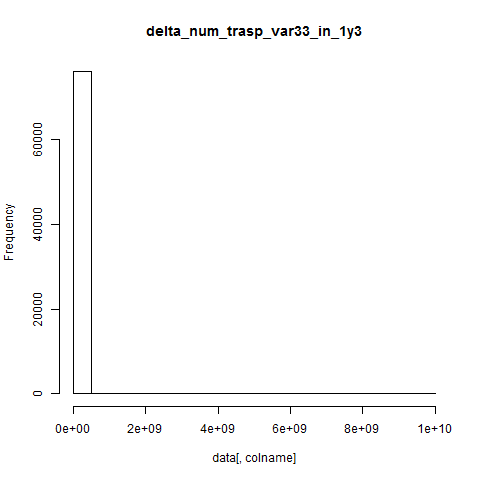 delta_num_trasp_var33_in_1y3
Frequency
60000
40000
20000
0
0e+00 2e+09 4e+09 6e+09 8e+09 1e+10
data[, colname]